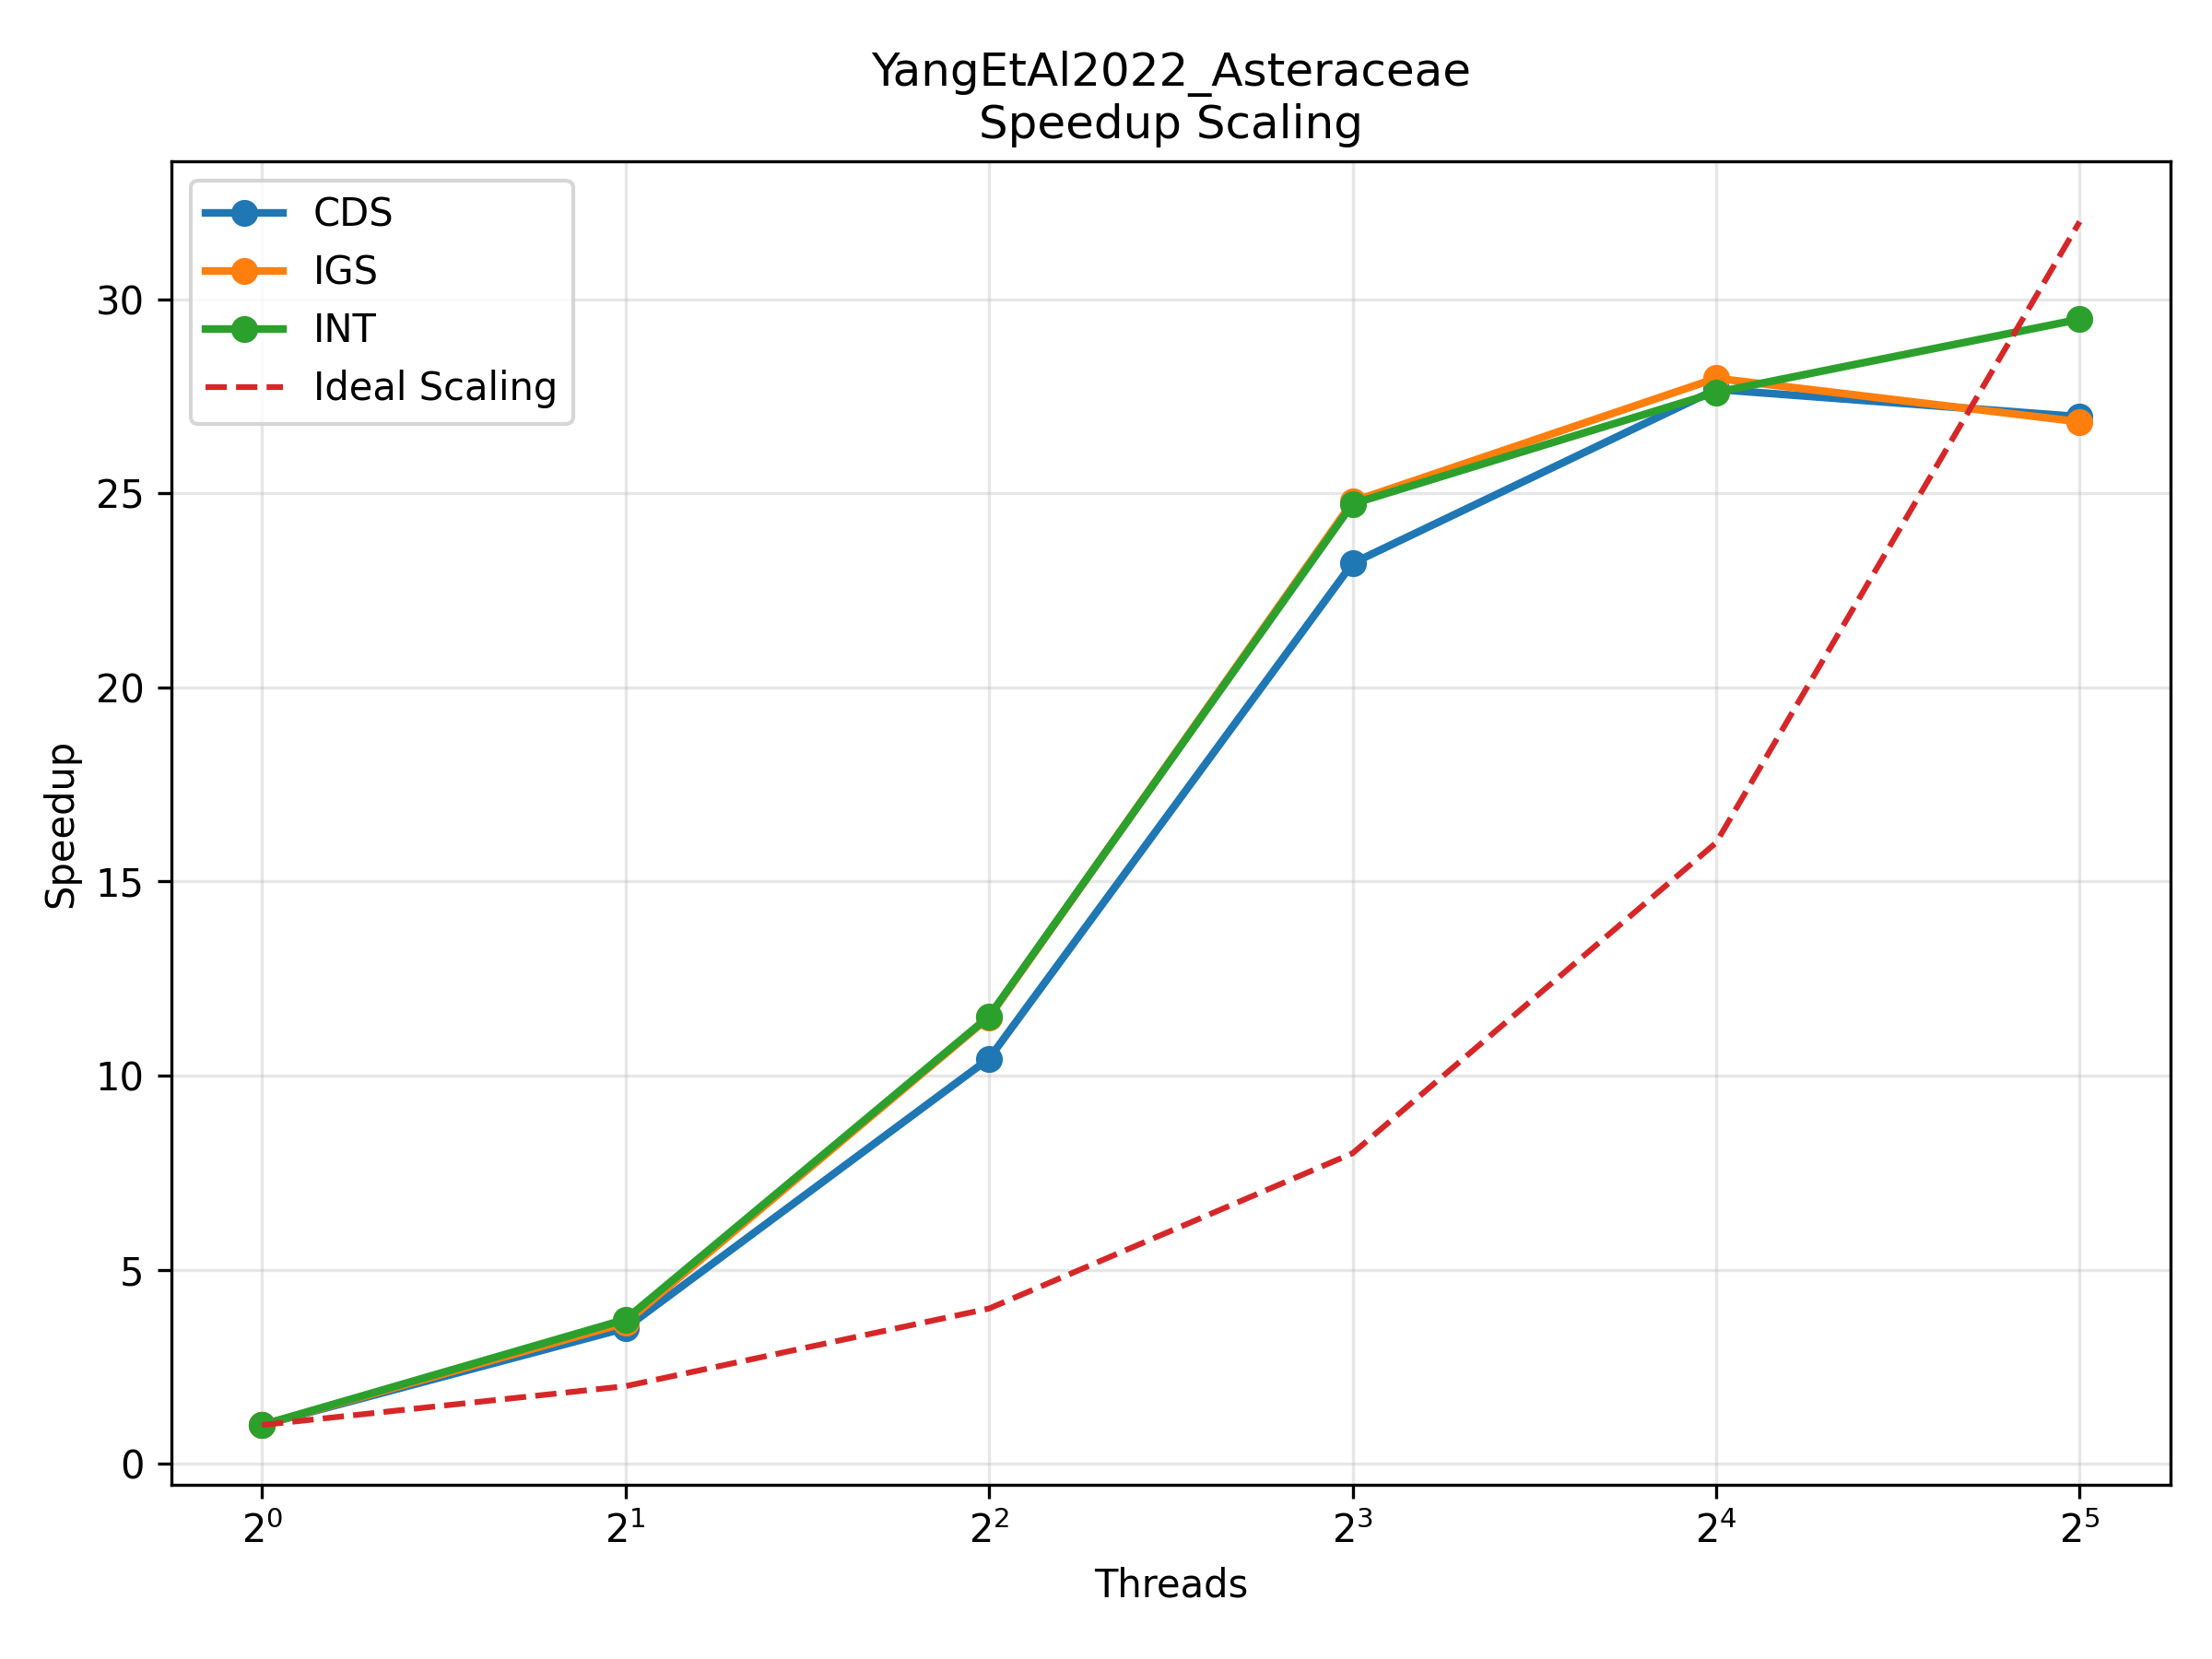 YangEtAl2022_Asteraceae
Speedup Scaling
CDS
IGS
INT
Ideal Scaling
30
25
20
15
10
5
0
Speedup
2⁰ 2¹ 2² 2³ 2⁴ 2⁵
Threads